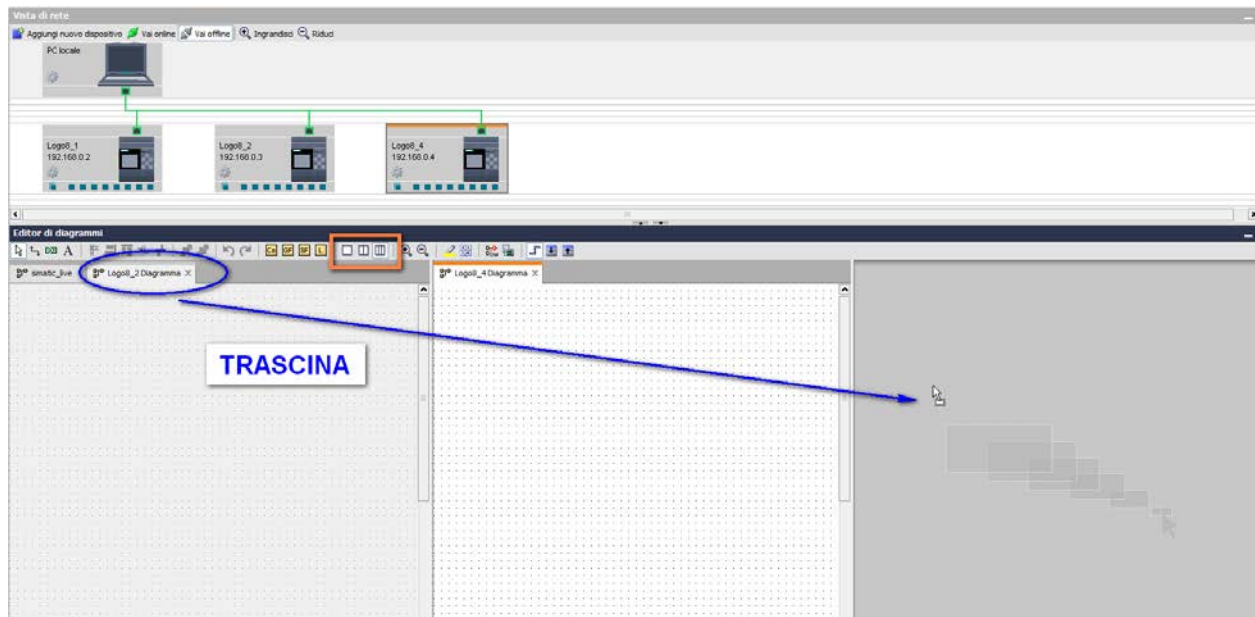 Vista di rete
Aggiungi nuovo dispositivo Vai online Vai offline Ingrandisci Riduci
PC locale
Logo8_1
192.168.0.2
Logo8_2
192.168.0.3
Logo8_4
192.168.0.4
Editor di diagrammi
A
simatic_live Logo8_2 Diagramma Logo8_4 Diagramma
TRASCINA